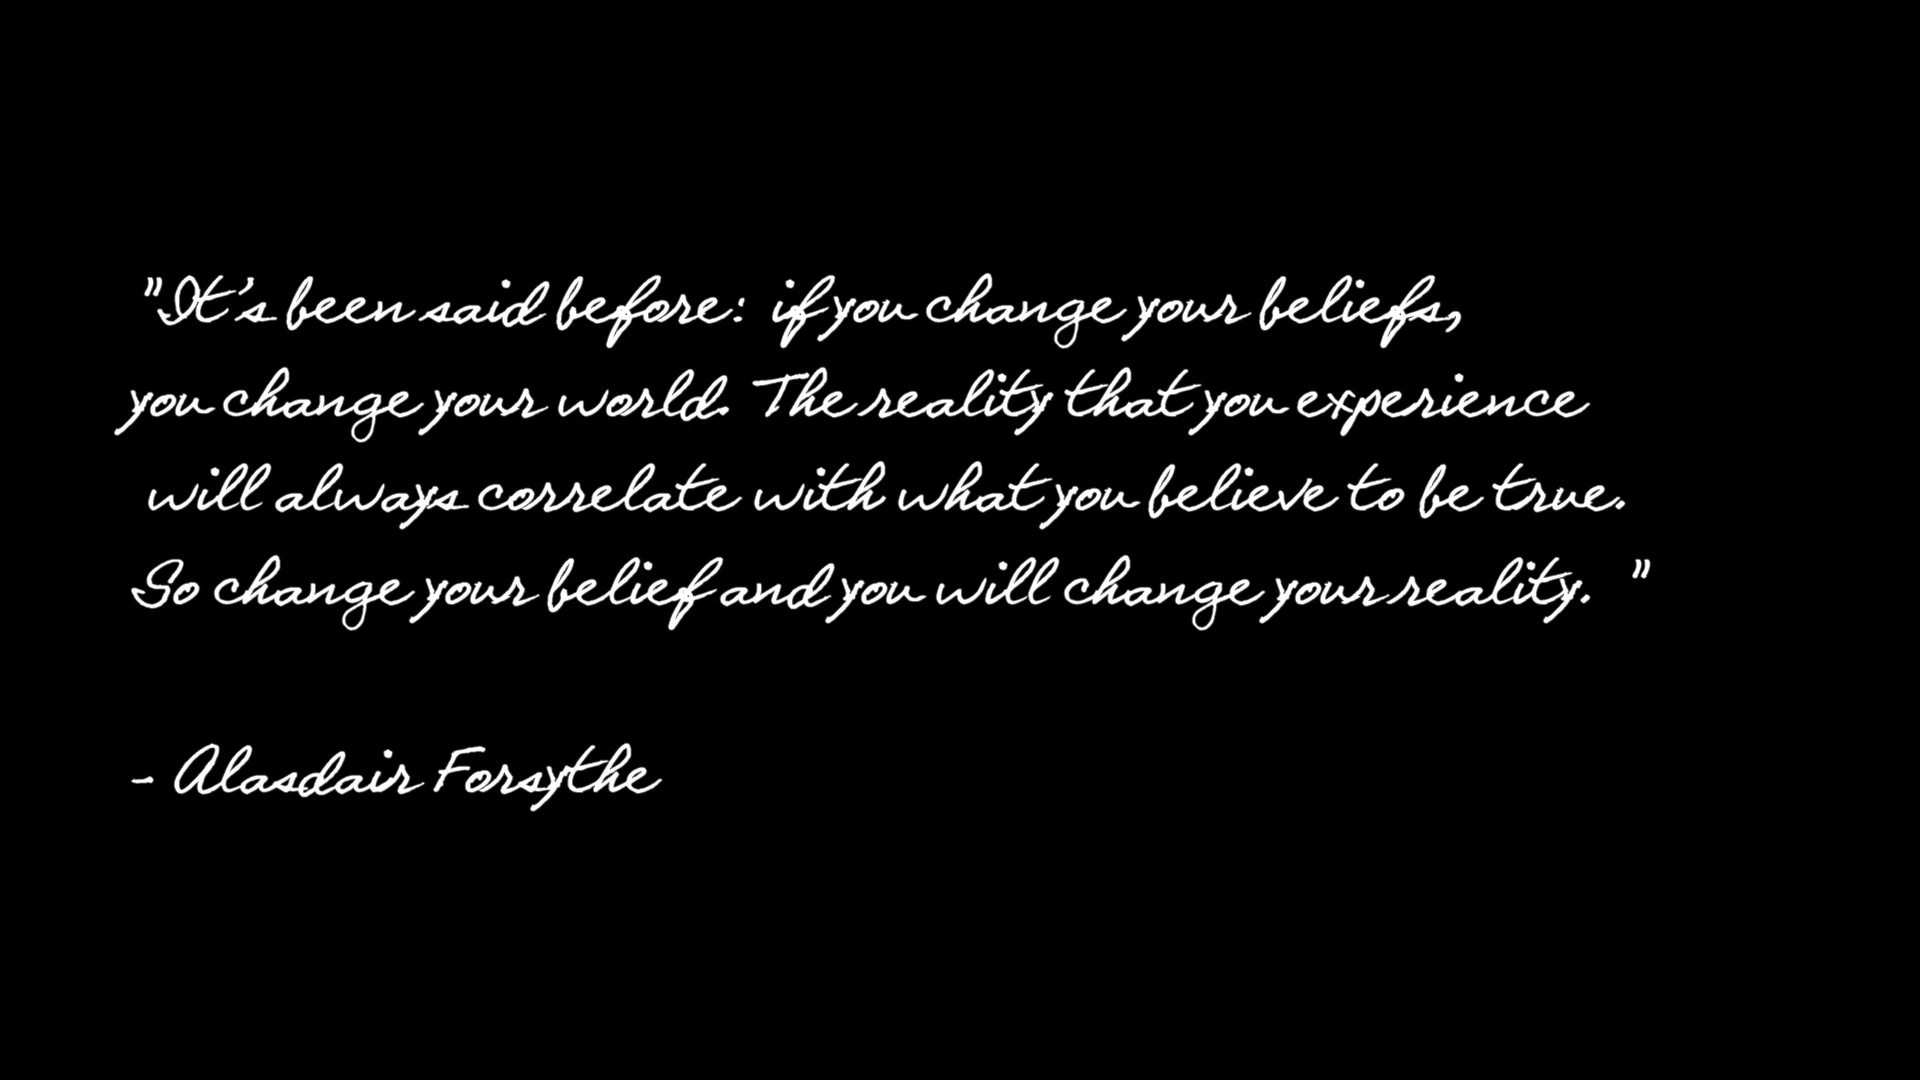 "It's been said before: if you change your beliefs,
you change your world. The reality that you experience
will always correlate with what you believe to be true.
So change your belief and you will change your reality. "
- Alasdair Forsythe